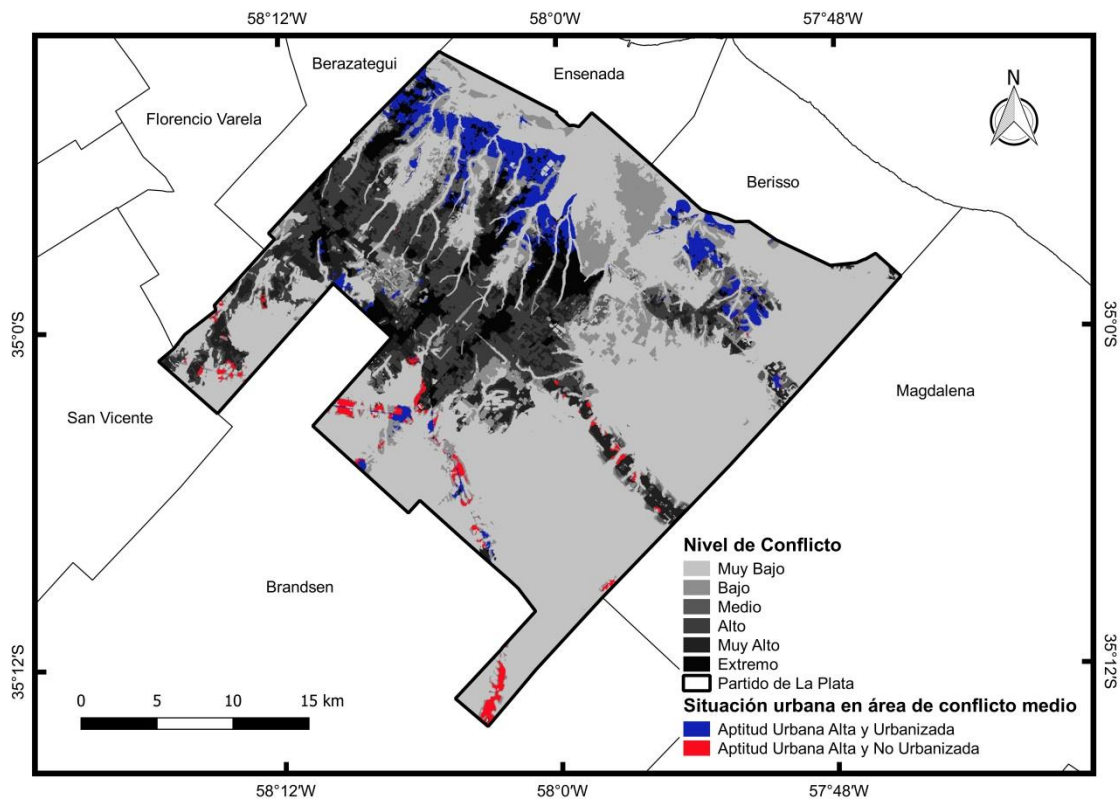 58°12'W
58°0'W
57°48'W
Berazategui
Ensenada
N
Florencio Varela
Berisso
35°0'S
35°0'S
San Vicente
Magdalena
Brandsen
Nivel de Conflicto
Muy Bajo
Bajo
Medio
Alto
Muy Alto
Extremo
Partido de La Plata
Situación urbana en área de conflicto medio
Aptitud Urbana Alta y Urbanizada
Aptitud Urbana Alta y No Urbanizada
35°12'S
35°12'S
0 5 10 15 km
58°12'W
58°0'W
57°48'W